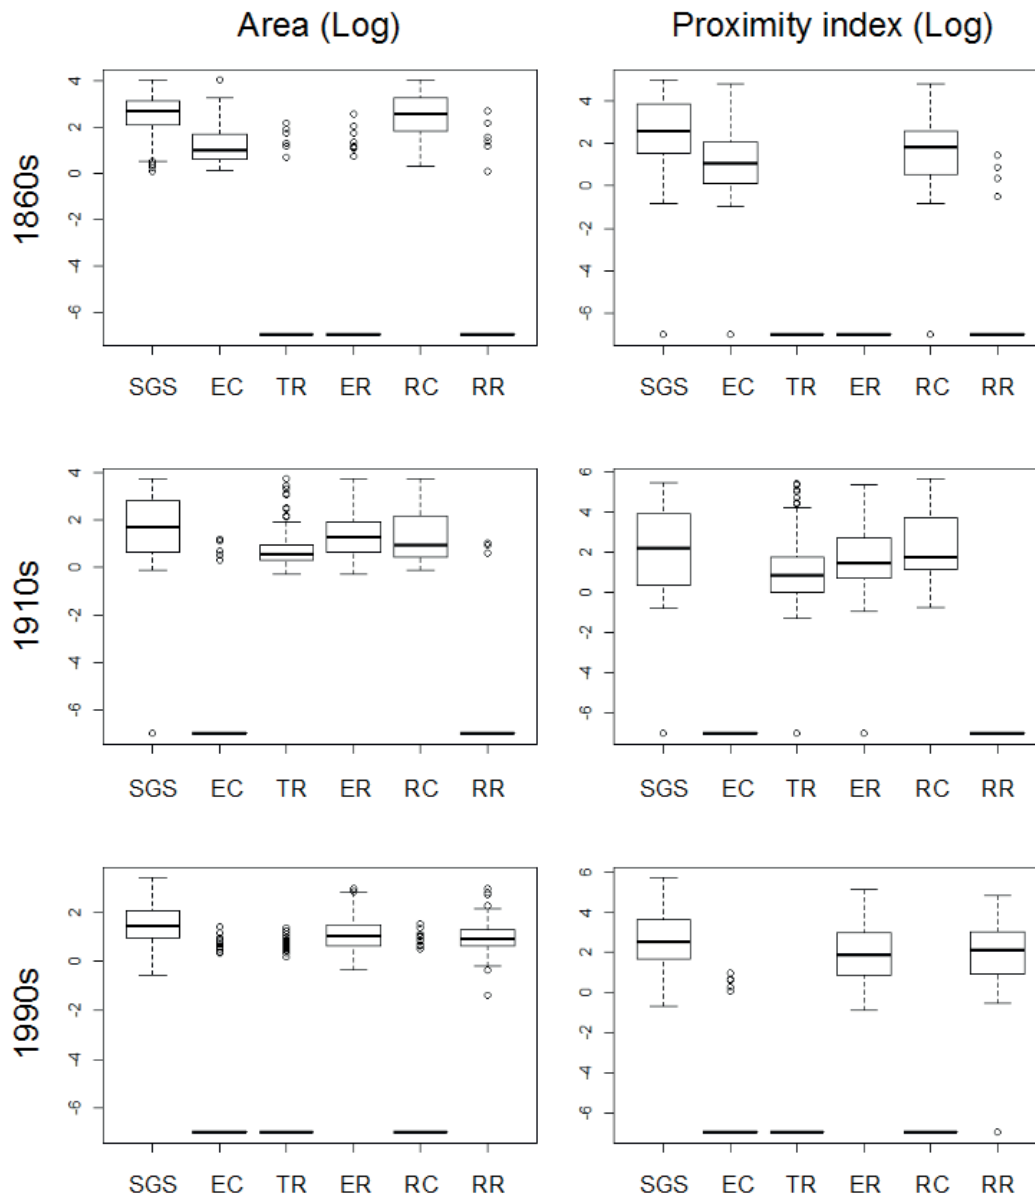 Area (Log) Proximity index (Log)
1860s
4 2 0 -2 -4 -6
4 2 0 -2 -4 -6
SGS EC TR ER RC RR SGS EC TR ER RC RR
1910s
4 2 0 -2 -4 -6
6 4 2 0 -2 -4 -6
SGS EC TR ER RC RR SGS EC TR ER RC RR
1990s
2 0 -2 -4 -6
6 4 2 0 -2 -4 -6
SGS EC TR ER RC RR SGS EC TR ER RC RR